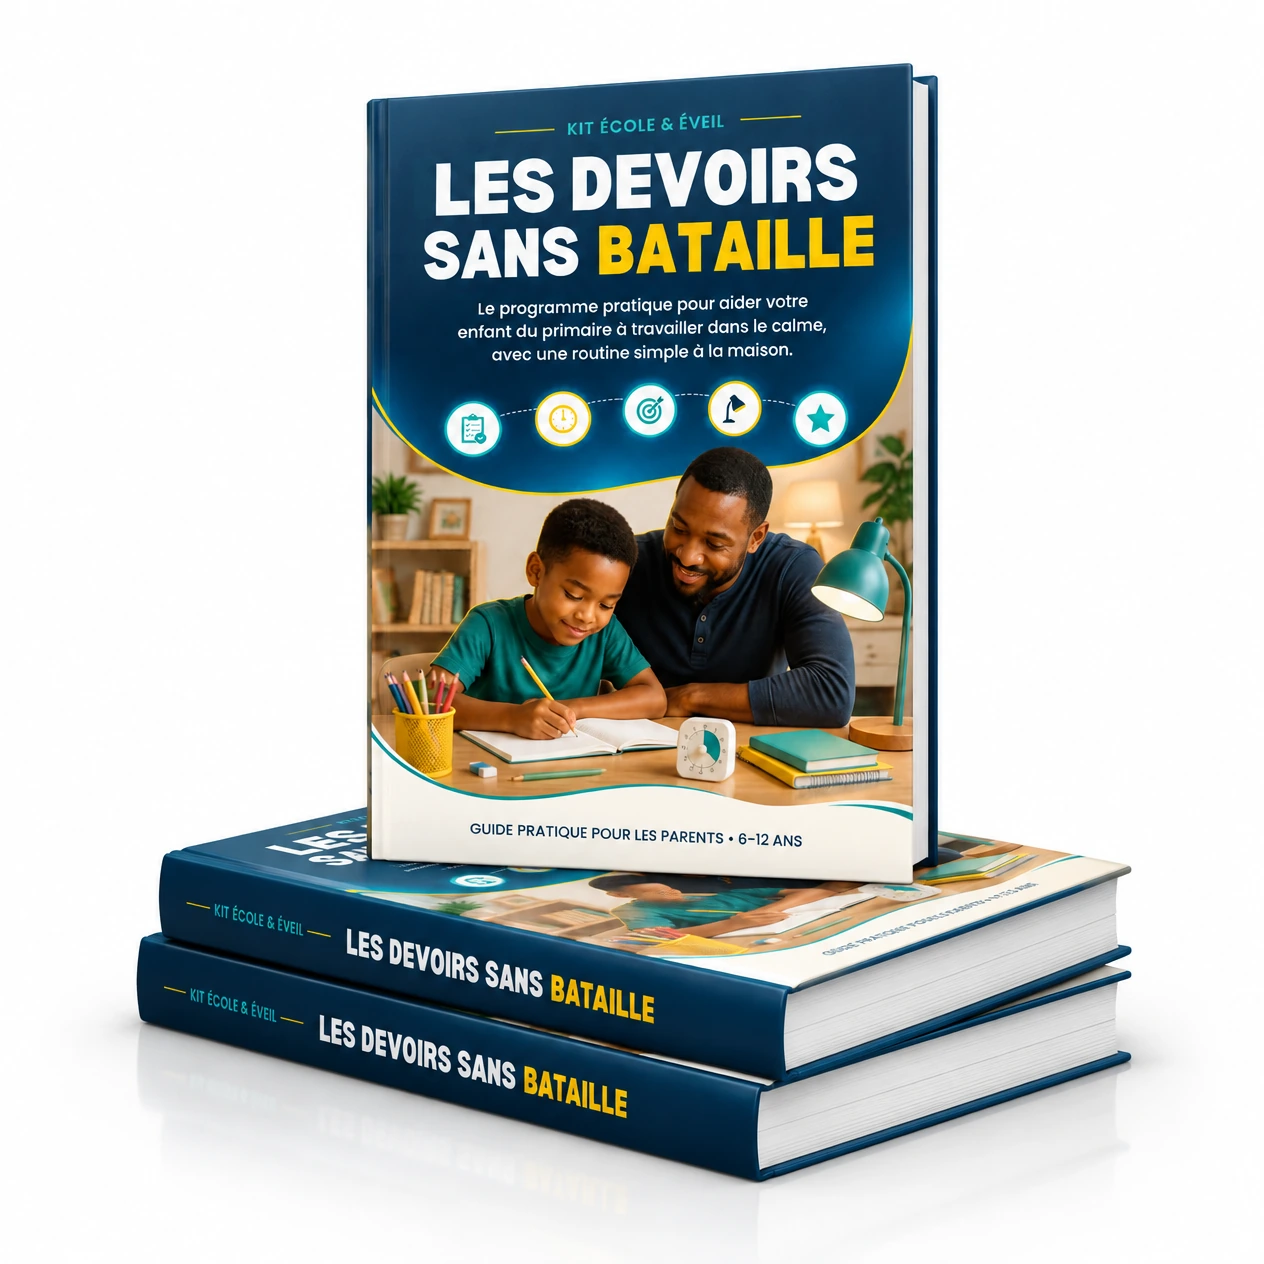 KIT ÉCOLE & ÉVEIL
LES DEVOIRS
SANS BATAILLE
Le programme pratique pour aider votre
enfant du primaire à travailler dans le calme,
avec une routine simple à la maison.
GUIDE PRATIQUE POUR LES PARENTS • 6–12 ANS
LES
KIT ÉCOLE & ÉVEIL
LES DEVOIRS SANS BATAILLE
KIT ÉCOLE & ÉVEIL
LES DEVOIRS SANS BATAILLE